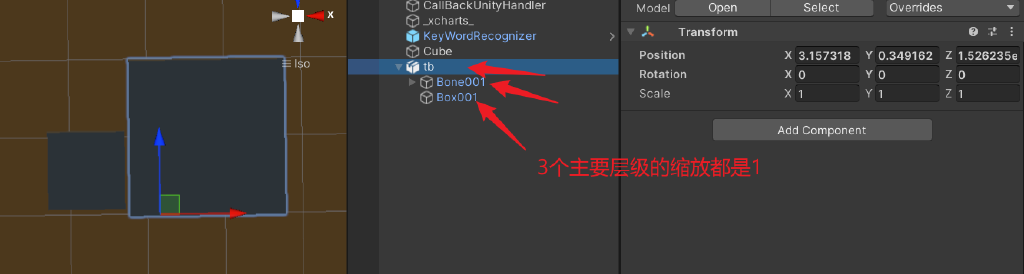 x
Iso
CallBackUnityHandler
_xcharts_
KeyWordRecognizer
Cube
tb
Bone001
Box001
3个主要层级的缩放都是1
Model Open Select Overrides
Transform
Position X 3.157318 Y 0.349162 Z 1.526235e
Rotation X 0 Y 0 Z 0
Scale X 1 Y 1 Z 1
Add Component